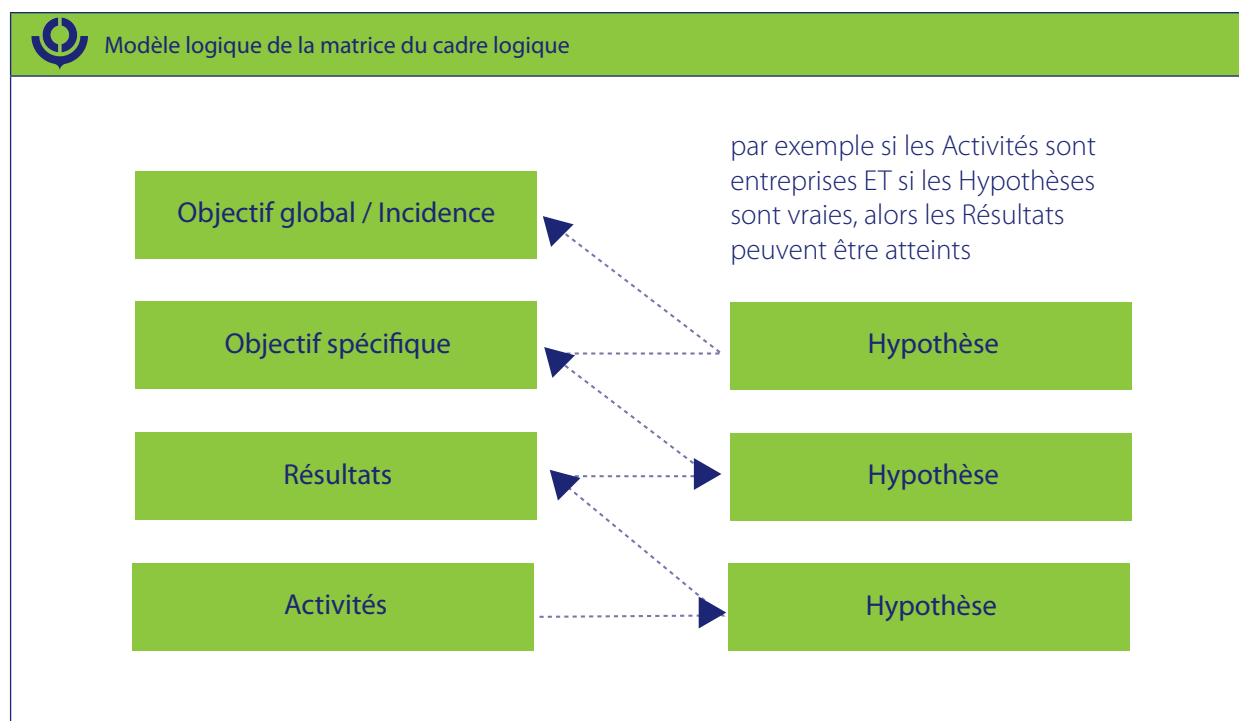 Modèle logique de la matrice du cadre logique
par exemple si les Activités sont
entreprises ET si les Hypothèses
sont vraies, alors les Résultats
peuvent être atteints
Objectif global / Incidence
Objectif spécifique
Hypothèse
Résultats
Hypothèse
Activités
Hypothèse